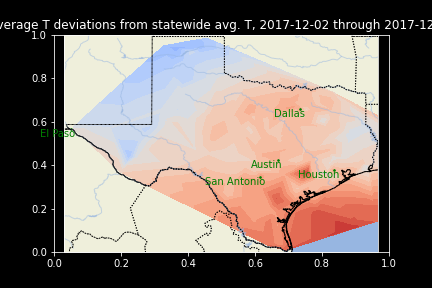 verage T deviations from statewide avg. T, 2017-12-02 through 2017-12
1.0
0.8
0.6
0.4
0.2
0.0
Dallas
El Paso
Austin
San Antonio
Houston
0.0 0.2 0.4 0.6 0.8 1.0